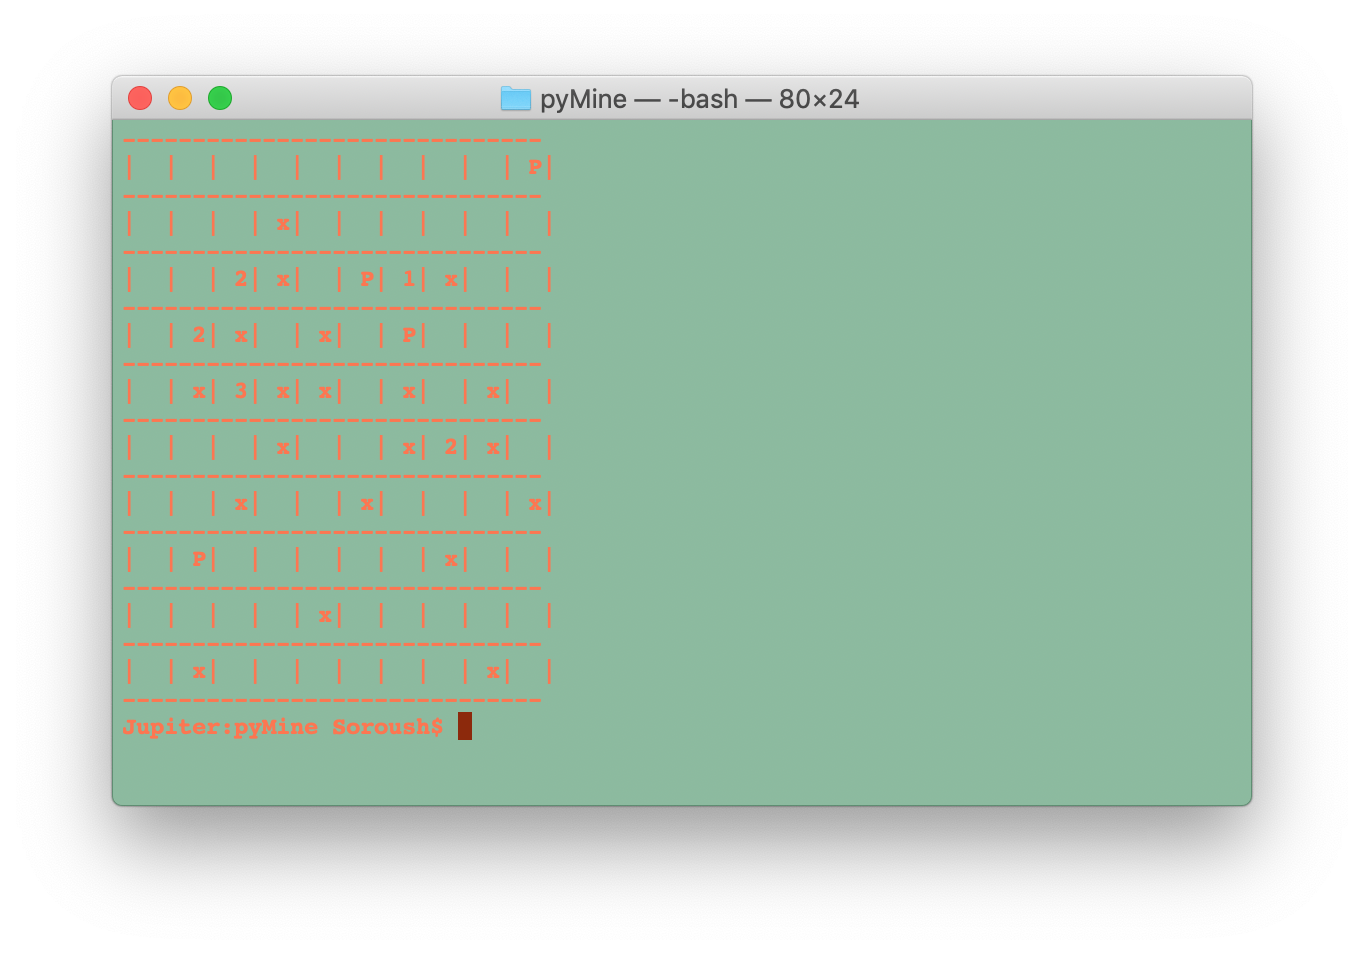 ------------------------------
|  |  |  |  |  |  |  |  |  | P|
------------------------------
|  |  |  | x|  |  |  |  |  |  |
------------------------------
|  |  | 2| x|  | P| 1| x|  |  |
------------------------------
|  | 2| x|  | x|  | P|  |  |  |
------------------------------
|  | x| 3| x| x|  | x|  | x|  |
------------------------------
|  |  |  | x|  |  | x| 2| x|  |
------------------------------
|  |  | x|  |  | x|  |  |  | x|
------------------------------
|  | P|  |  |  |  |  | x|  |  |
------------------------------
|  |  |  |  | x|  |  |  |  |  |
------------------------------
|  | x|  |  |  |  |  |  | x|  |
------------------------------
Jupiter:pyMine Soroush$
pyMine — -bash — 80×24